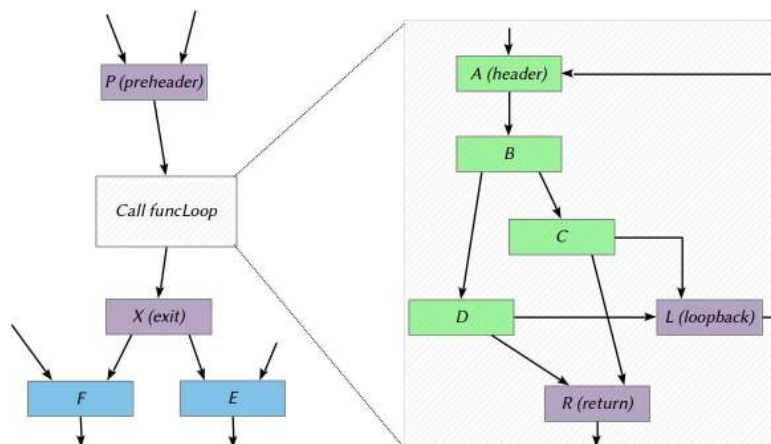 P (preheader)
Call funcLoop
X (exit)
F
E
A (header)
B
C
D
L (loopback)
R (return)